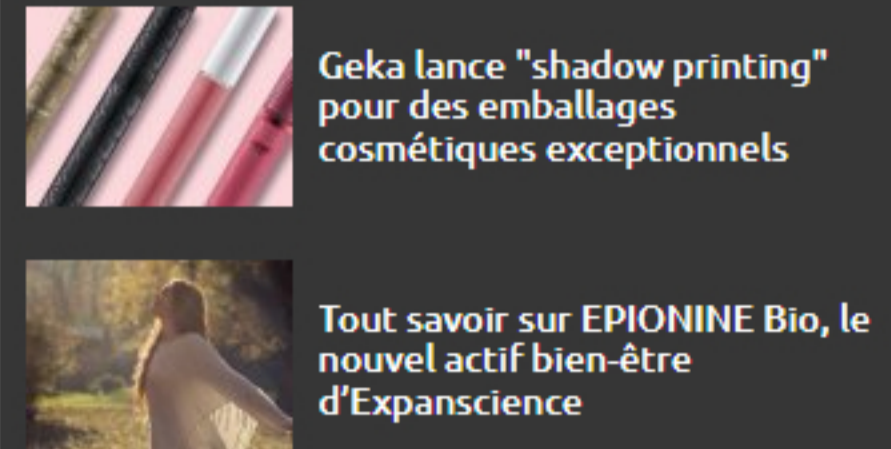 Geka lance "shadow printing"
pour des emballages
cosmétiques exceptionnels
Tout savoir sur EPIONINE Bio, le
nouvel actif bien-être
d’Expanscience